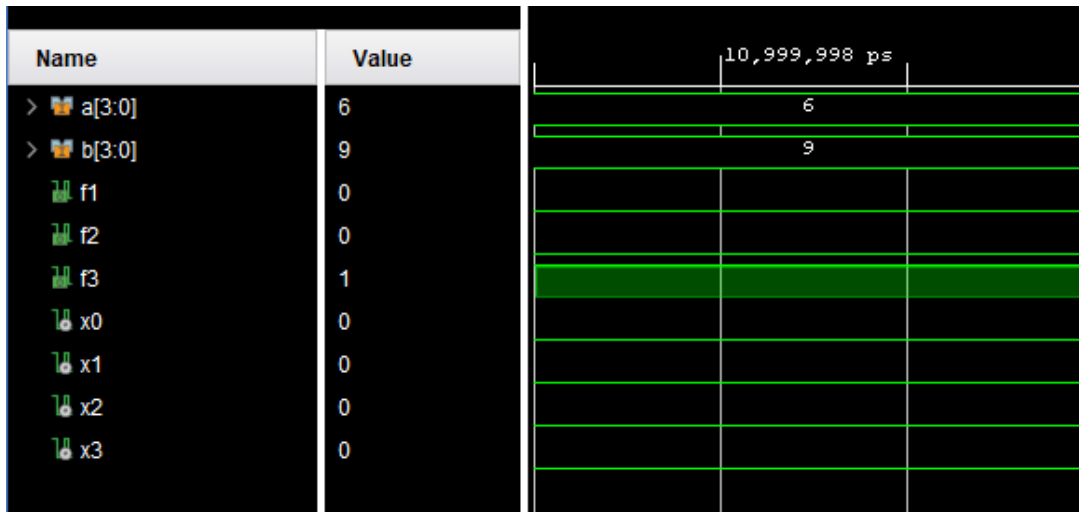 Name Value 10,999,998 ps
> a[3:0] 6 6
> b[3:0] 9 9
f1 0
f2 0
f3 1
x0 0
x1 0
x2 0
x3 0